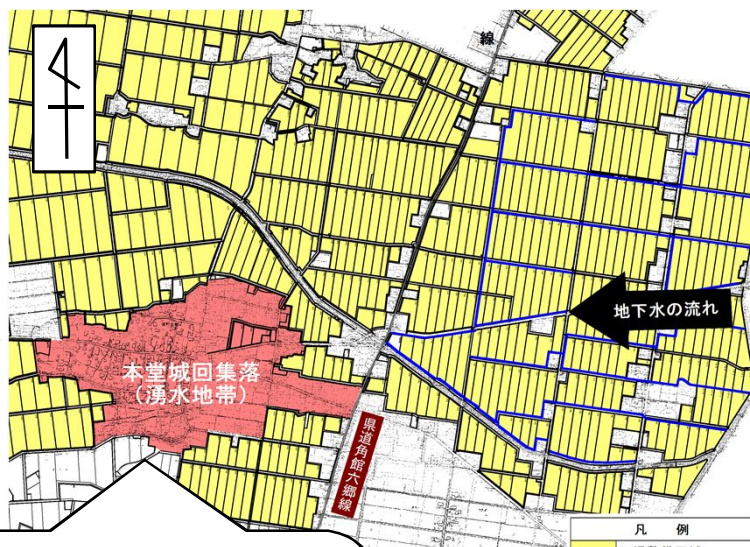 線
地下水の流れ
本堂城回集落
(湧水地帯)
県道角館六郷線
凡 例